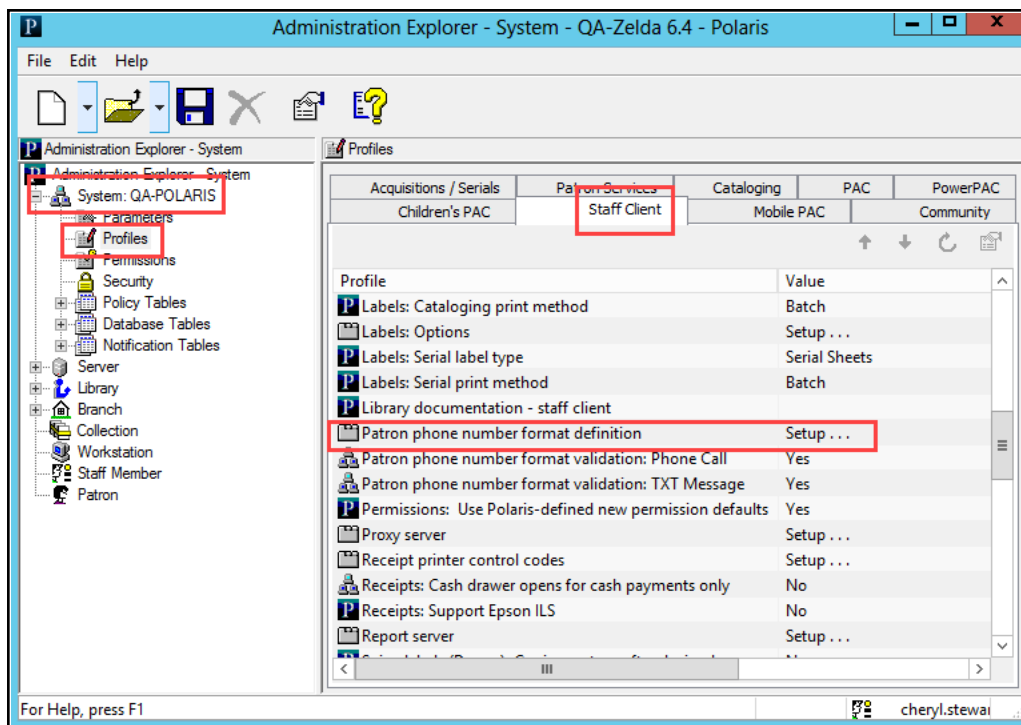 Administration Explorer - System - QA-Zelda 6.4 - Polaris
File Edit Help
Administration Explorer - System
Administration Explorer - System
System: QA-POLARIS
Parameters
Profiles
Permissions
Security
Policy Tables
Database Tables
Notification Tables
Server
Library
Branch
Collection
Workstation
Staff Member
Patron
Profiles
Acquisitions / Serials Patron Services Cataloging PAC PowerPAC
Children's PAC Staff Client Mobile PAC Community
Profile Value
Labels: Cataloging print method Batch
Labels: Options Setup . . .
Labels: Serial label type Serial Sheets
Labels: Serial print method Batch
Library documentation - staff client
Patron phone number format definition Setup . . .
Patron phone number format validation: Phone Call Yes
Patron phone number format validation: TXT Message Yes
Permissions: Use Polaris-defined new permission defaults Yes
Proxy server Setup . . .
Receipt printer control codes Setup . . .
Receipts: Cash drawer opens for cash payments only No
Receipts: Support Epson ILS No
Report server Setup . . .
For Help, press F1 cheryl.stewar